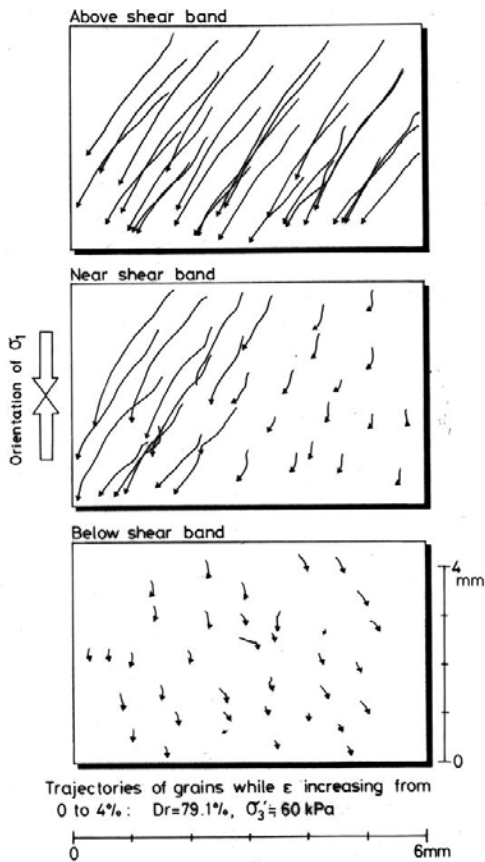 Above shear band
Near shear band
Orientation of σ₁
Below shear band
4
mm
0
Trajectories of grains while ε increasing from
0 to 4% : Dr=79.1%, σ₃'≒60 kPa
0 6mm